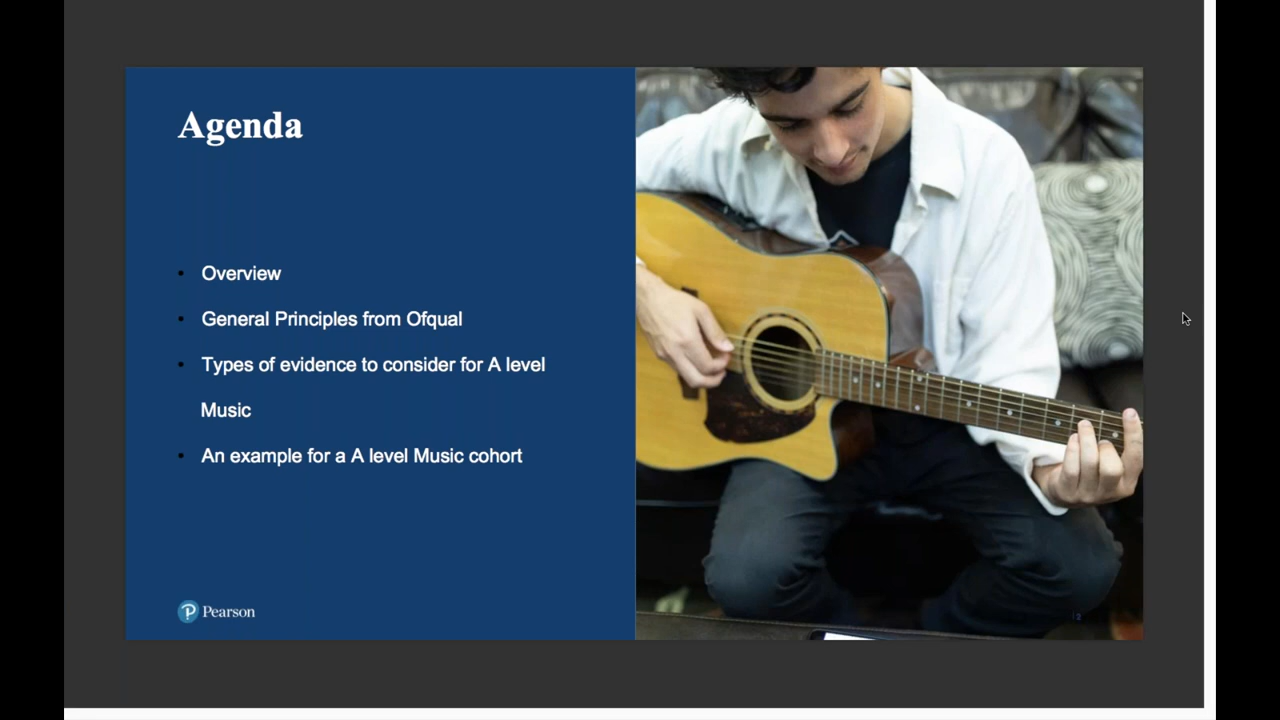 Agenda
• Overview
• General Principles from Ofqual
• Types of evidence to consider for A level
Music
• An example for a A level Music cohort
Pearson